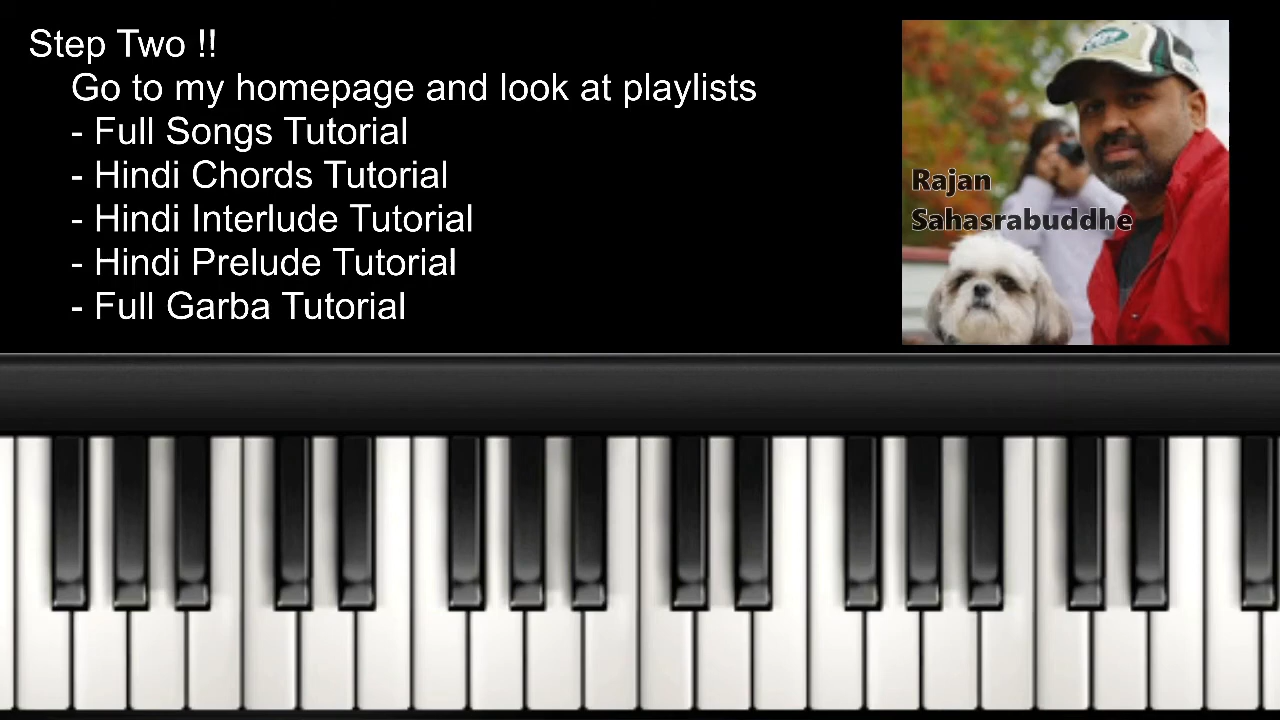 Step Two !!
Go to my homepage and look at playlists
- Full Songs Tutorial
- Hindi Chords Tutorial
- Hindi Interlude Tutorial
- Hindi Prelude Tutorial
- Full Garba Tutorial
Rajan
Sahasrabuddhe